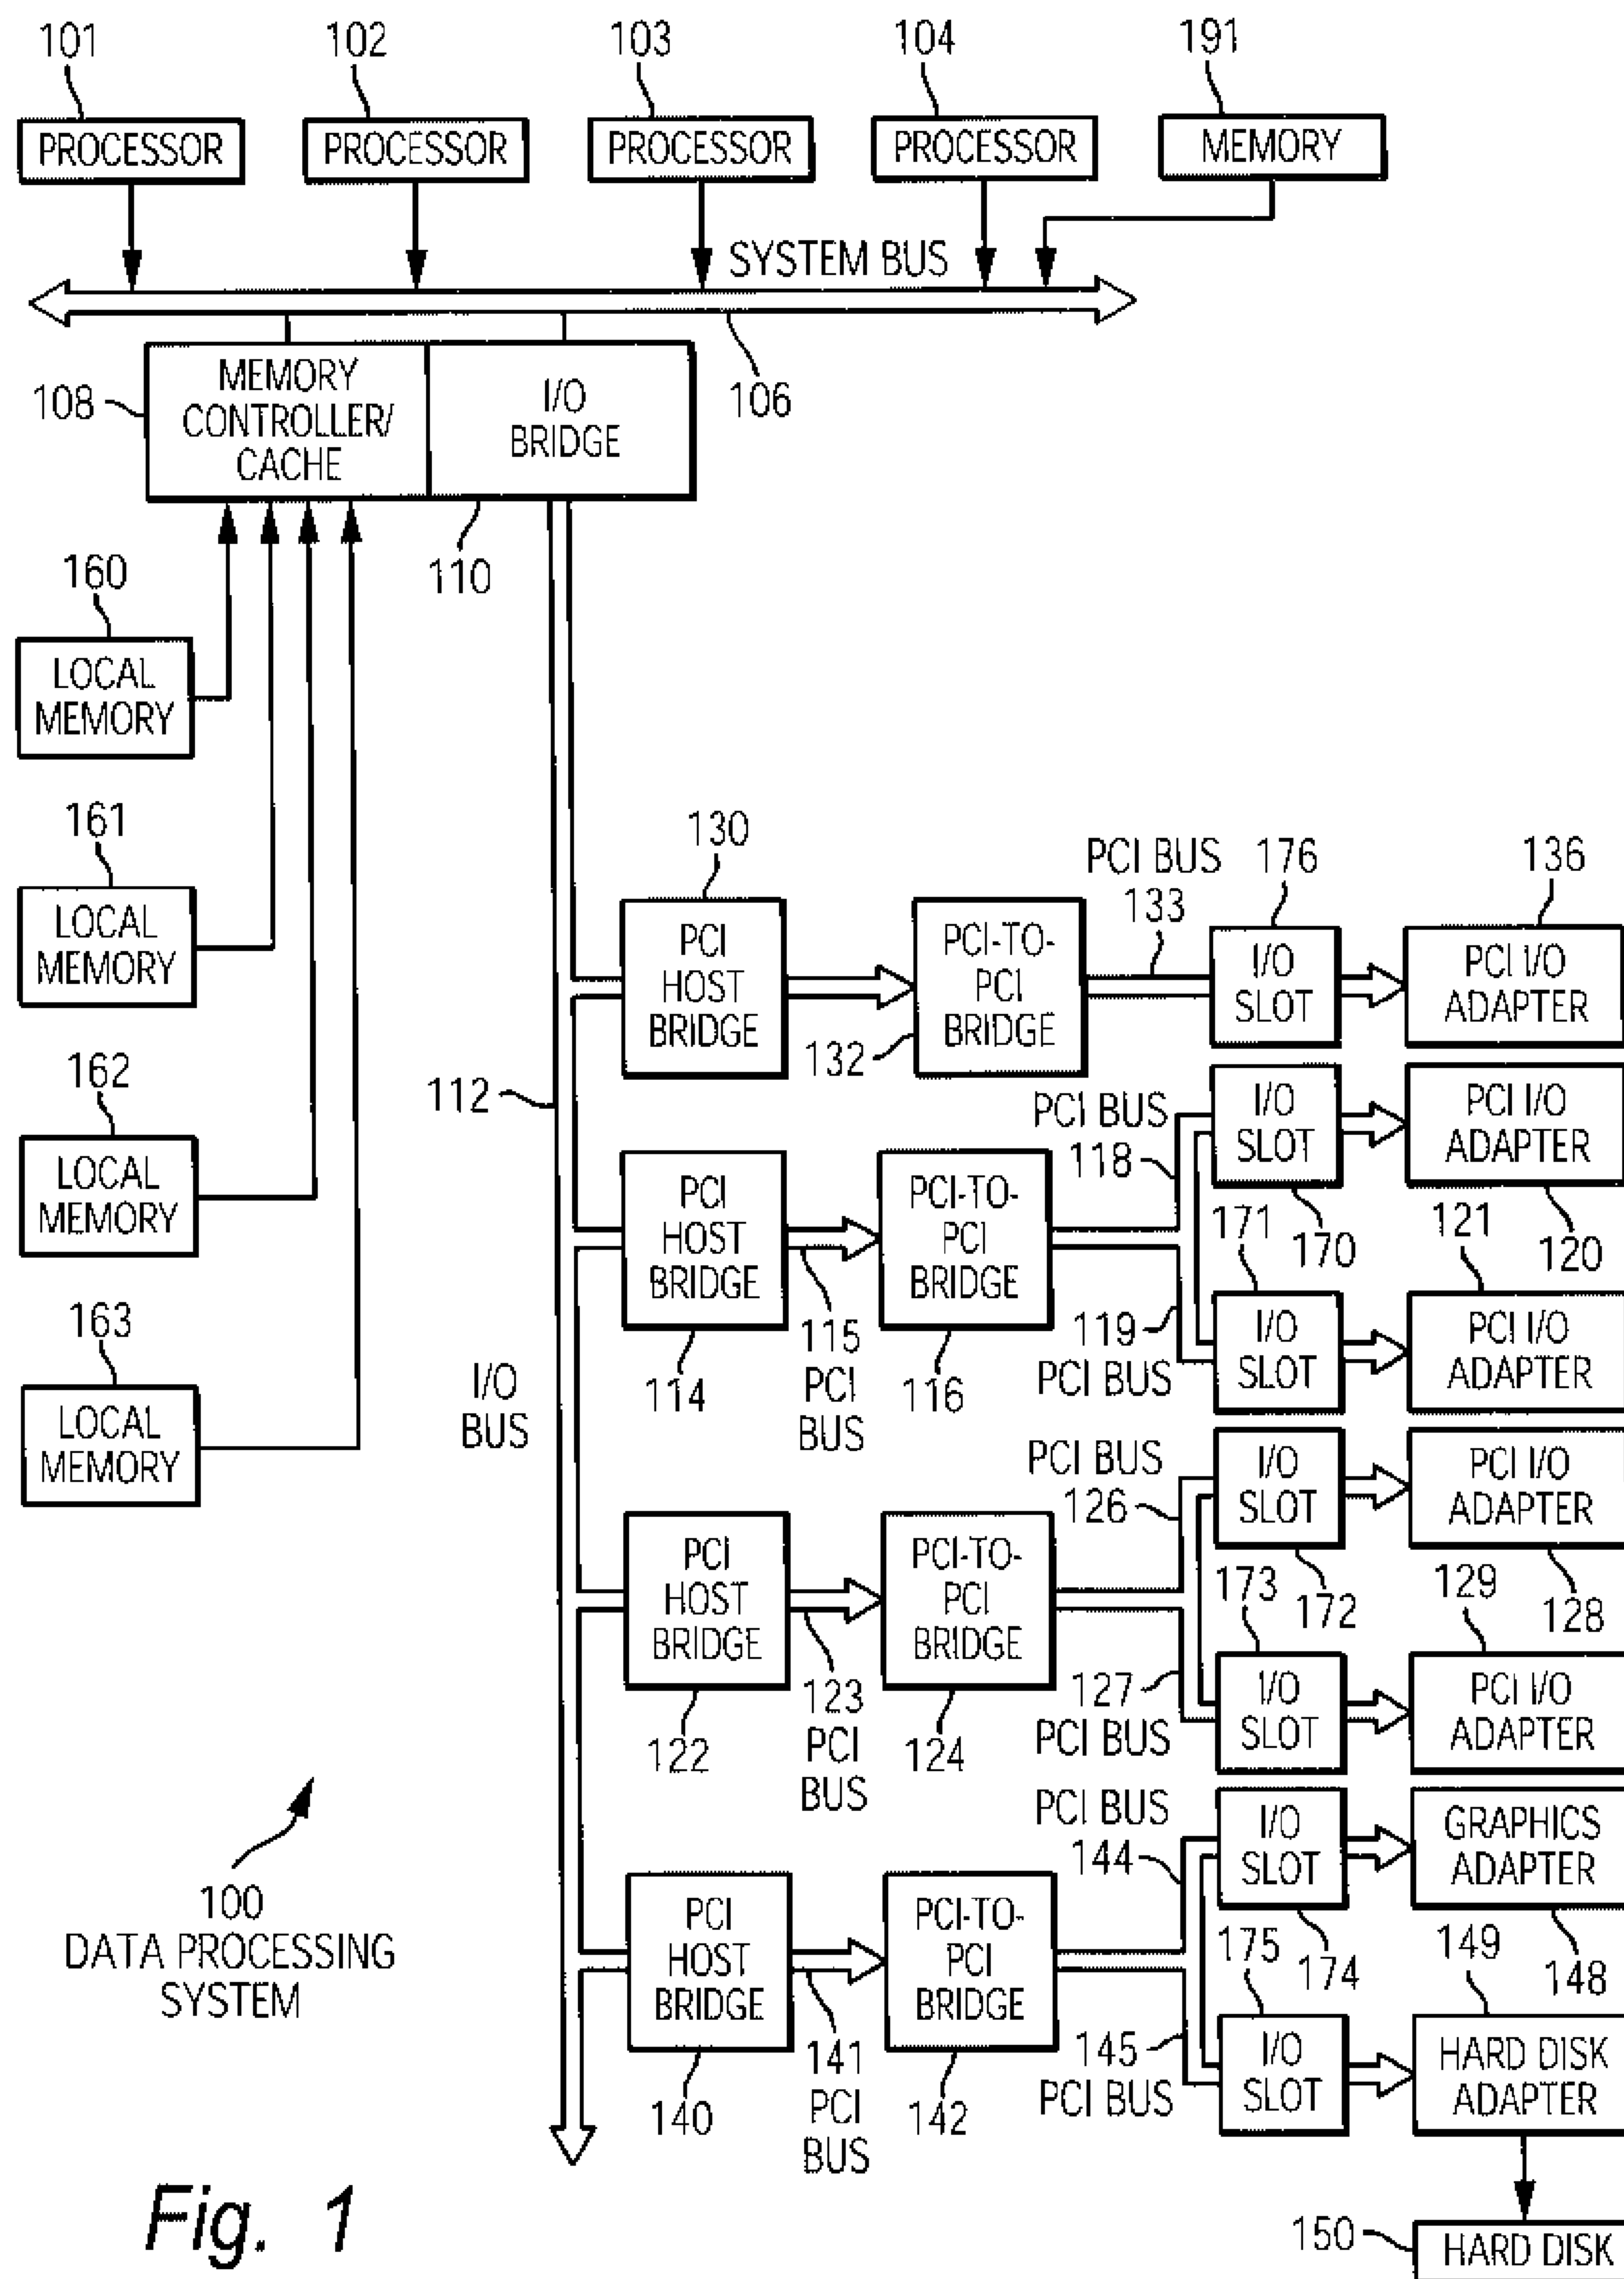 101
102
103
104
191
PROCESSOR
PROCESSOR
PROCESSOR
PROCESSOR
MEMORY
SYSTEM BUS
106
108
MEMORY
CONTROLLER/
CACHE
I/O
BRIDGE
110
160
LOCAL
MEMORY
161
LOCAL
MEMORY
162
LOCAL
MEMORY
163
LOCAL
MEMORY
112
I/O
BUS
130
PCI
HOST
BRIDGE
PCI-TO-
PCI
BRIDGE
132
PCI BUS
133
176
I/O
SLOT
136
PCI I/O
ADAPTER
PCI
HOST
BRIDGE
114
115
PCI
BUS
PCI-TO-
PCI
BRIDGE
116
PCI BUS
118
I/O
SLOT
170
PCI I/O
ADAPTER
120
119
PCI BUS
171
I/O
SLOT
121
PCI I/O
ADAPTER
PCI
HOST
BRIDGE
122
123
PCI
BUS
PCI-TO-
PCI
BRIDGE
124
PCI BUS
126
I/O
SLOT
172
PCI I/O
ADAPTER
128
127
PCI BUS
173
I/O
SLOT
129
PCI I/O
ADAPTER
PCI
HOST
BRIDGE
140
141
PCI
BUS
PCI-TO-
PCI
BRIDGE
142
PCI BUS
144
I/O
SLOT
174
GRAPHICS
ADAPTER
148
145
PCI BUS
175
I/O
SLOT
149
HARD DISK
ADAPTER
150
HARD DISK
100
DATA PROCESSING
SYSTEM
Fig. 1